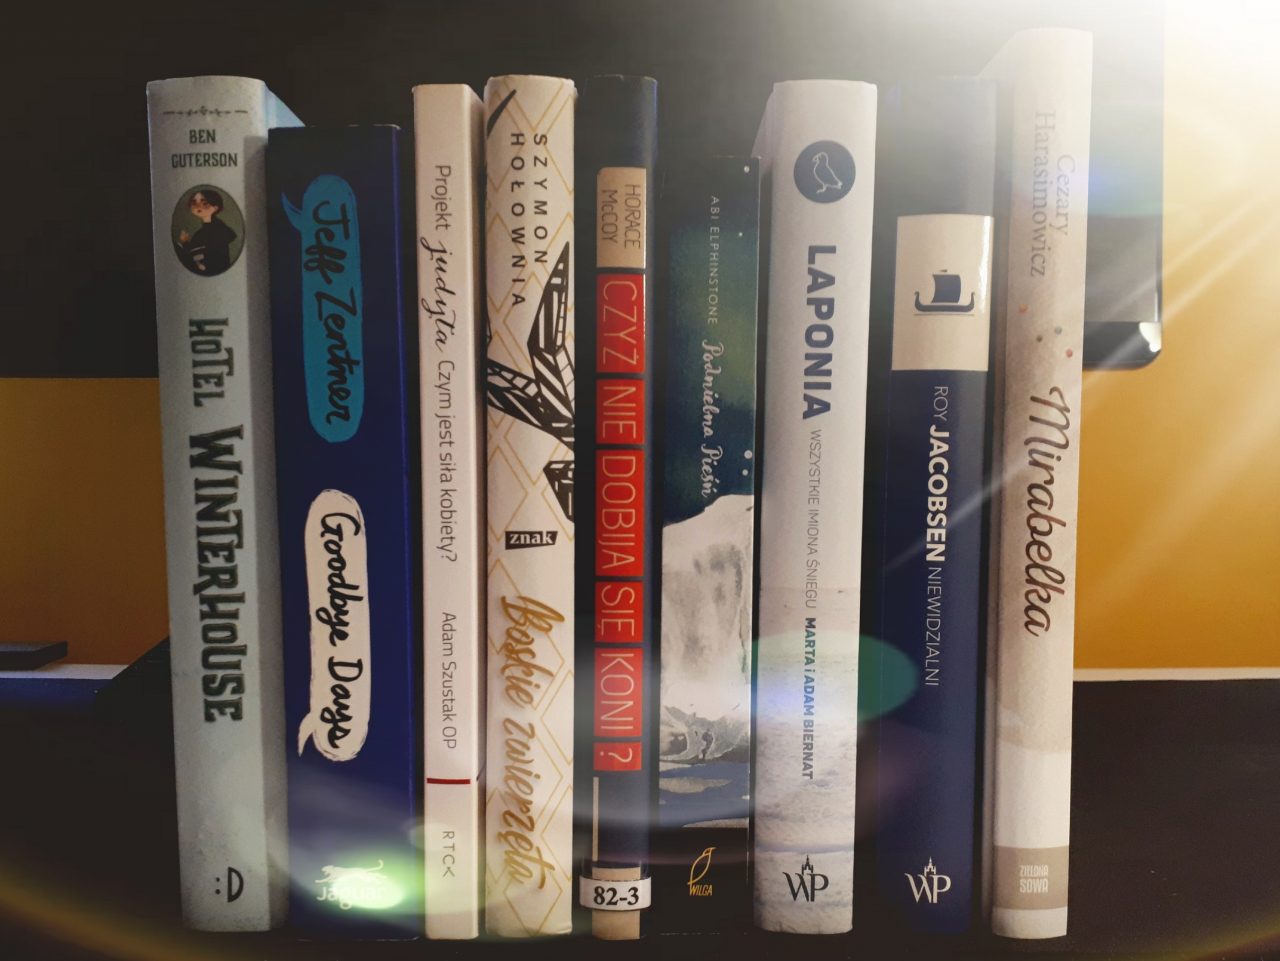 BEN
GUTERSON
HOTEL WINTERHOUSE
:D
Jeff Zentner
Goodbye Days
Jaguar
Projekt judyta Czym jest siła kobiety?
Adam Szustak OP
RTCK
SZYMON
HOŁOWNIA
znak
Boskie zwierzęta
HORACE
McCOY
CZYŻ NIE DOBIJA SIĘ KONI?
82-3
ABI ELPHINSTONE Podniebna Pieśń
WILGA
LAPONIA WSZYSTKIE IMIONA ŚNIEGU MARTA i ADAM BIERNAT
WP
ROY JACOBSEN NIEWIDZIALNI
WP
Cezary
Harasimowicz
Mirabelka
ZIELONA
SOWA